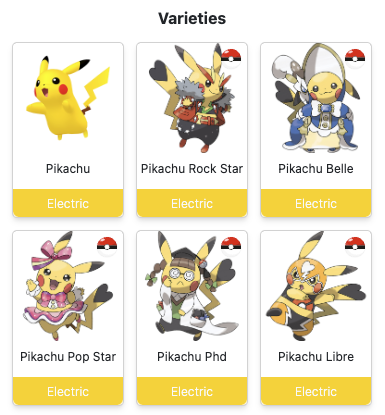 Varieties
Pikachu
Pikachu Rock Star
Pikachu Belle
Electric
Electric
Electric
Pikachu Pop Star
Pikachu Phd
Pikachu Libre
Electric
Electric
Electric